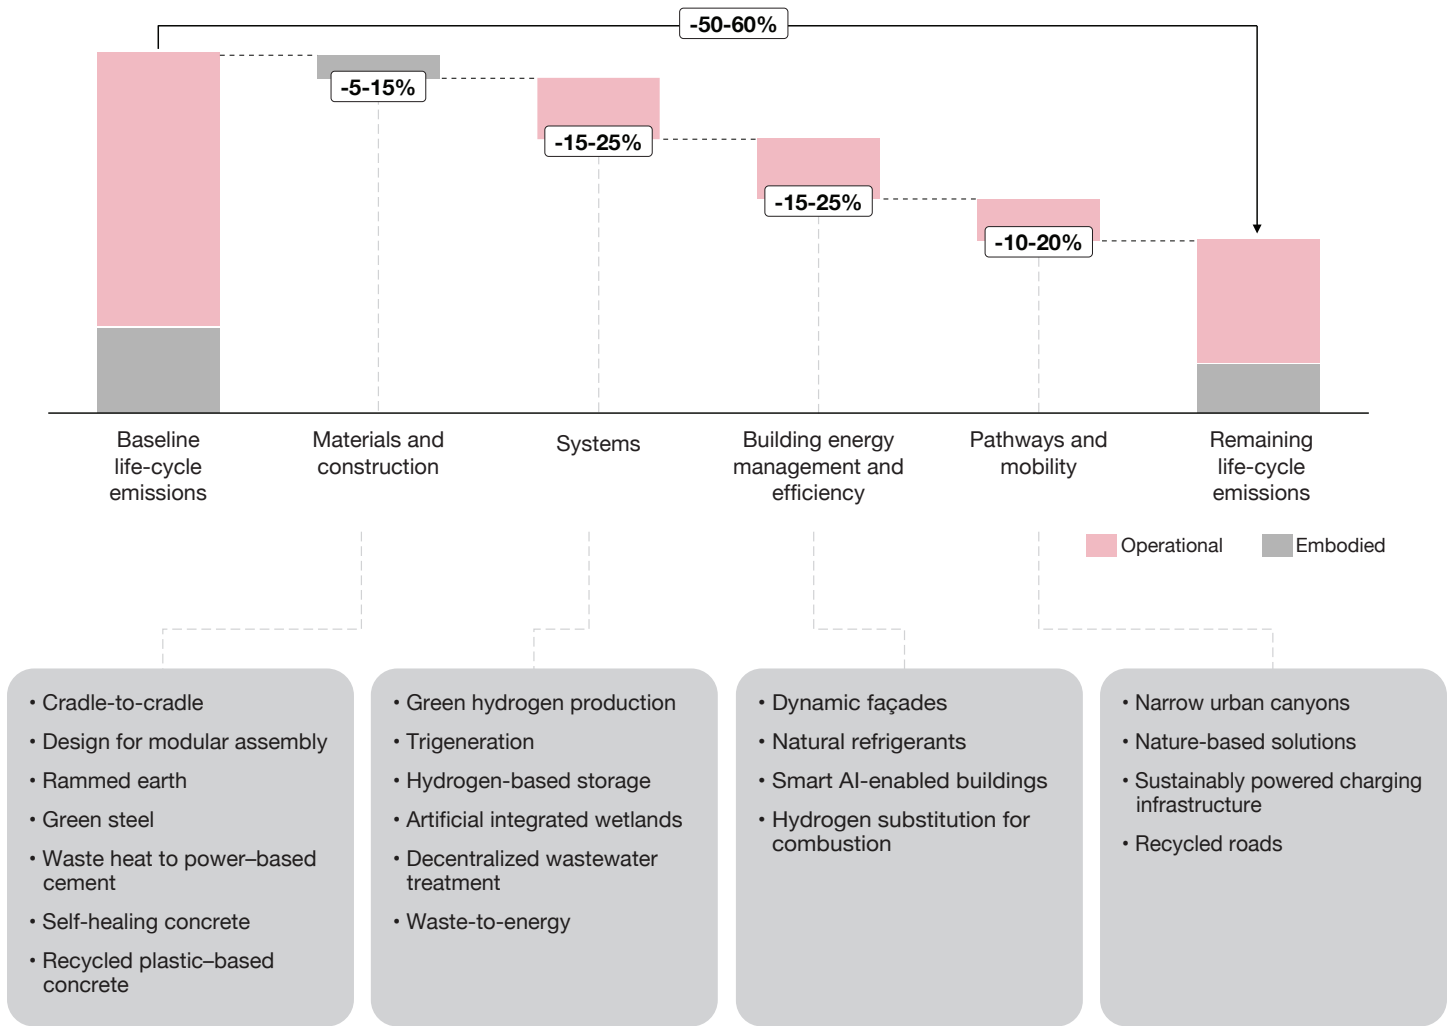 -50-60%
-5-15%
-15-25%
-15-25%
-10-20%
Baseline
life-cycle
emissions
Materials and
construction
Systems
Building energy
management and
efficiency
Pathways and
mobility
Remaining
life-cycle
emissions
Operational
Embodied
• Cradle-to-cradle
• Design for modular assembly
• Rammed earth
• Green steel
• Waste heat to power–based
cement
• Self-healing concrete
• Recycled plastic–based
concrete
• Green hydrogen production
• Trigeneration
• Hydrogen-based storage
• Artificial integrated wetlands
• Decentralized wastewater
treatment
• Waste-to-energy
• Dynamic façades
• Natural refrigerants
• Smart AI-enabled buildings
• Hydrogen substitution for
combustion
• Narrow urban canyons
• Nature-based solutions
• Sustainably powered charging
infrastructure
• Recycled roads